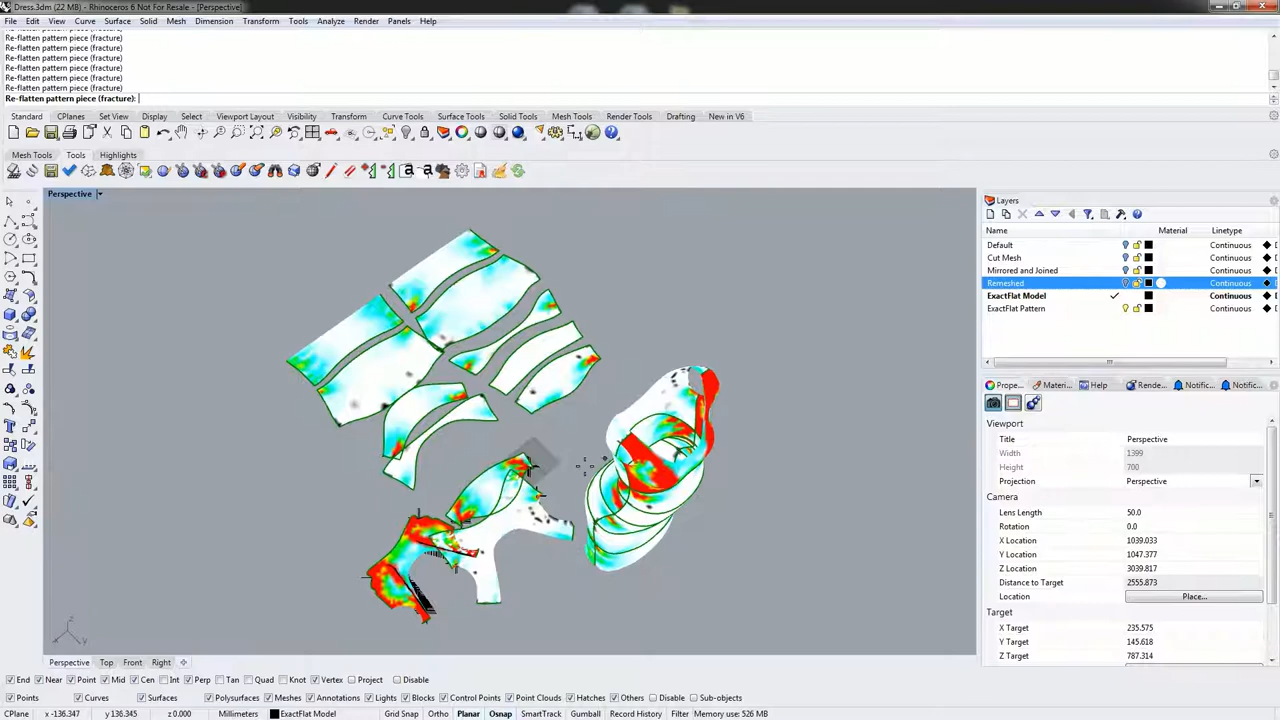 Dress.3dm (22 MB) - Rhinoceros 6 Not For Resale - [Perspective]
File Edit View Curve Surface Solid Mesh Dimension Transform Tools Analyze Render Panels Help
Re-flatten pattern piece (fracture)
Re-flatten pattern piece (fracture)
Re-flatten pattern piece (fracture)
Re-flatten pattern piece (fracture)
Re-flatten pattern piece (fracture)
Re-flatten pattern piece (fracture)
Re-flatten pattern piece (fracture):
Standard CPlanes Set View Display Select Viewport Layout Visibility Transform Curve Tools Surface Tools Solid Tools Mesh Tools Render Tools Drafting New in V6
Mesh Tools Tools Highlights
Perspective
Layers
Name Material Linetype
Default Continuous
Cut Mesh Continuous
Mirrored and Joined Continuous
Remeshed Continuous
ExactFlat Model Continuous
ExactFlat Pattern Continuous
Prope... Materi... Help Rende... Notific... Notific...
Viewport
Title Perspective
Width 1399
Height 700
Projection Perspective
Camera
Lens Length 50.0
Rotation 0.0
X Location 1039.033
Y Location 1047.377
Z Location 3039.817
Distance to Target 2555.873
Location Place...
Target
X Target 235.575
Y Target 145.618
Z Target 787.314
z
x y
Perspective Top Front Right
End Near Point Mid Cen Int Perp Tan Quad Knot Vertex Project Disable
Points Curves Surfaces Polysurfaces Meshes Annotations Lights Blocks Control Points Point Clouds Hatches Others Disable Sub-objects
CPlane x -136.347 y 136.345 z 0.000 Millimeters ExactFlat Model Grid Snap Ortho Planar Osnap SmartTrack Gumball Record History Filter Memory use: 526 MB